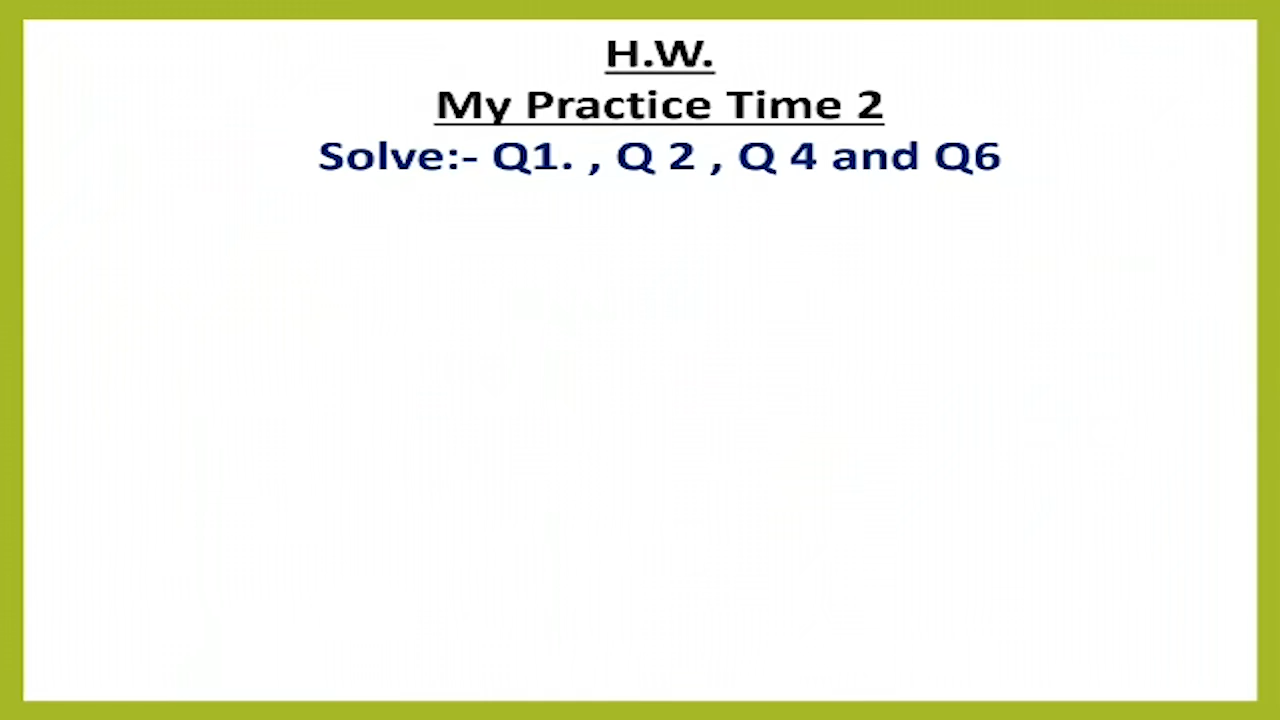 H.W.
My Practice Time 2
Solve:- Q1. , Q 2 , Q 4 and Q6